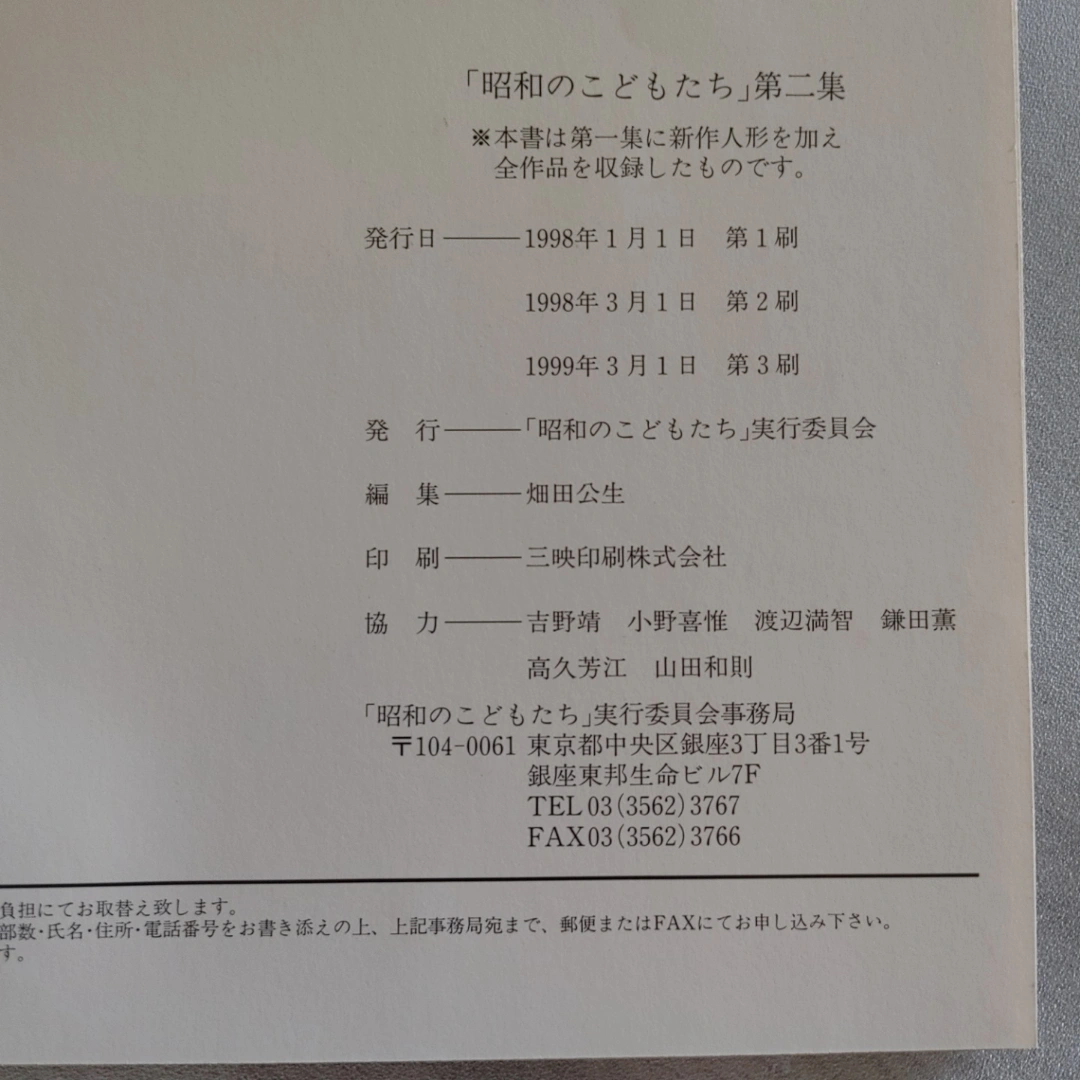 「昭和のこどもたち」第二集
※本書は第一集に新作人形を加え
全作品を収録したものです。
発行日――1998年1月1日　第1刷
1998年3月1日　第2刷
1999年3月1日　第3刷
発　行――「昭和のこどもたち」実行委員会
編　集――畑田公生
印　刷――三映印刷株式会社
協　力――吉野靖　小野喜惟　渡辺満智　鎌田薫
高久芳江　山田和則
「昭和のこどもたち」実行委員会事務局
〒104-0061 東京都中央区銀座3丁目3番1号
銀座東邦生命ビル7F
TEL03(3562)3767
FAX03(3562)3766
負担にてお取替え致します。
部数・氏名・住所・電話番号をお書き添えの上、上記事務局宛まで、郵便またはFAXにてお申し込み下さい。
す。